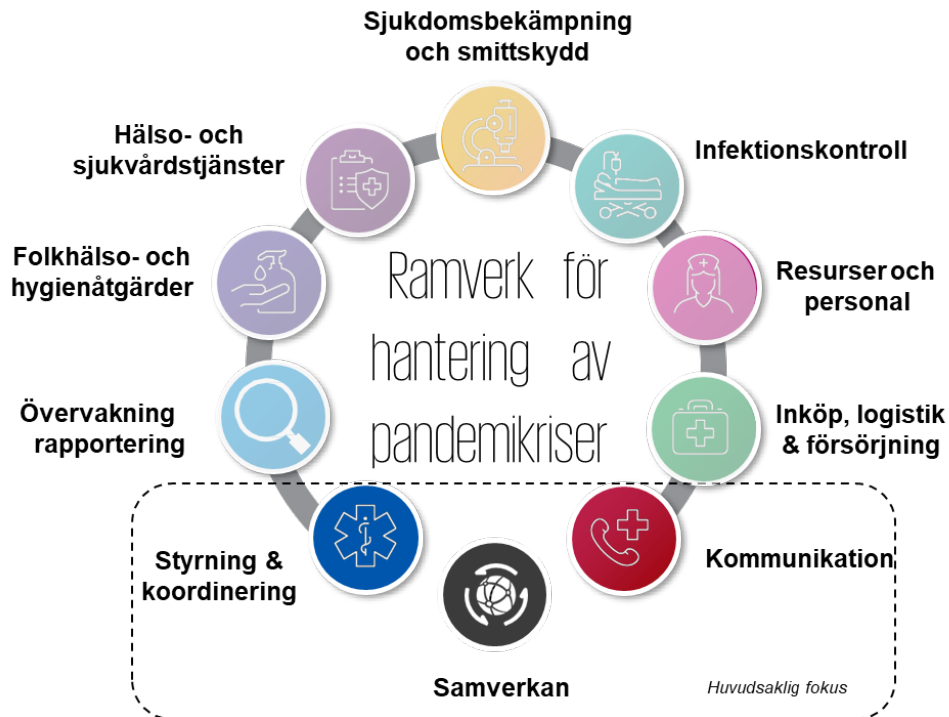 Sjukdomsbekämpning
och smittskydd
Hälso- och
sjukvårdstjänster
Infektionskontroll
Folkhälso- och
hygienåtgärder
Ramverk för
hantering av
pandemikriser
Resurser och
personal
Övervakning
rapportering
Inköp, logistik
& försörjning
Styrning &
koordinering
Kommunikation
Samverkan
Huvudsaklig fokus